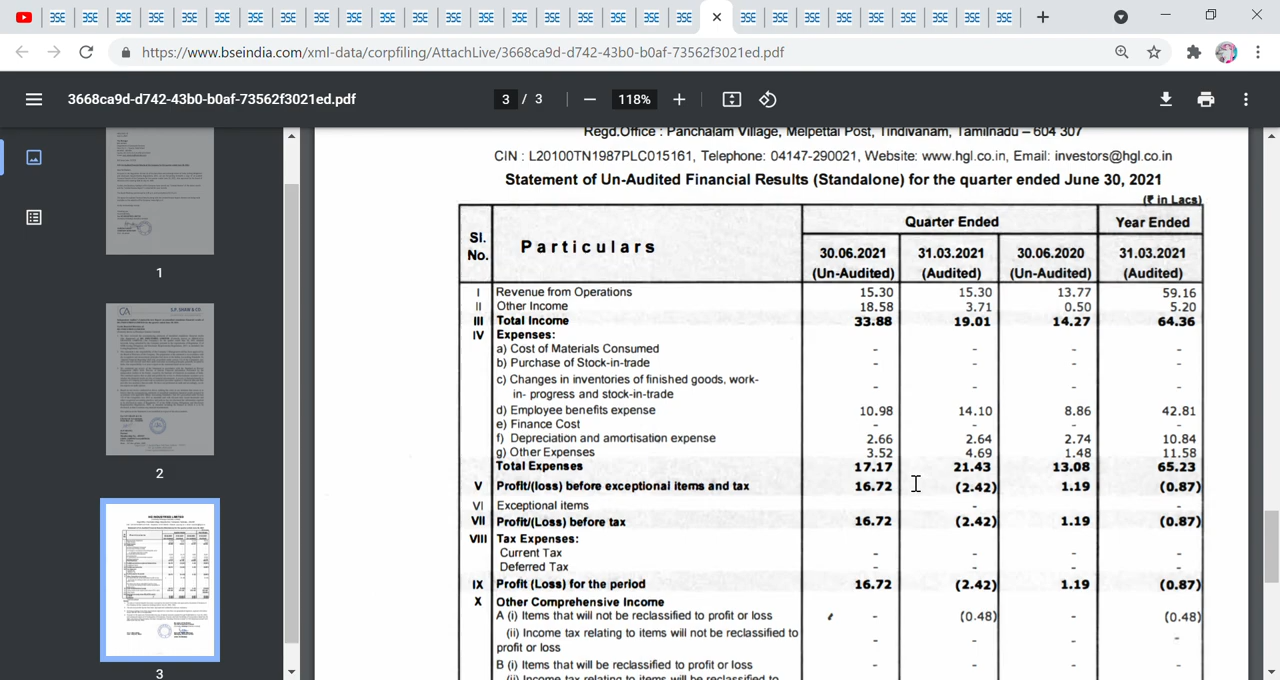 https://www.bseindia.com/xml-data/corpfiling/AttachLive/3668ca9d-d742-43b0-b0af-73562f3021ed.pdf
3668ca9d-d742-43b0-b0af-73562f3021ed.pdf
3 / 3
118%
1
2
3
Regd.Office : Panchalam Village, Melpettai Post, Tindivanam, Tamilnadu – 604 307
CIN : L20100TN1987PLC015161, Telephone: 04147-290021, Website: www.hgl.co.in, Email: investors@hgl.co.in
Statement of Un-Audited Financial Results (Standalone) for the quarter ended June 30, 2021
(₹ in Lacs)
Sl. No. Particulars Quarter Ended Year Ended
30.06.2021 31.03.2021 30.06.2020 31.03.2021
(Un-Audited) (Audited) (Un-Audited) (Audited)
I Revenue from Operations 15.30 15.30 13.77 59.16
II Other Income 18.58 3.71 0.50 5.20
III Total Income 33.88 19.01 14.27 64.36
IV Expenses:
a) Cost of Materials Consumed - - - -
b) Purchase of Stock-in-trade - - - -
c) Changes in inventories of finished goods, work-
in- progress and stock-in-trade - - - -
d) Employee benefits expense 10.98 14.10 8.86 42.81
e) Finance Cost - - - -
f) Depreciation and amortisation expense 2.66 2.64 2.74 10.84
g) Other Expenses 3.52 4.69 1.48 11.58
Total Expenses 17.17 21.43 13.08 65.23
V Profit/(loss) before exceptional items and tax 16.72 (2.42) 1.19 (0.87)
VI Exceptional items - - - -
VII Profit/(Loss) before tax 16.72 (2.42) 1.19 (0.87)
VIII Tax Expenses:
Current Tax - - - -
Deferred Tax - - - -
IX Profit (Loss) for the period 16.72 (2.42) 1.19 (0.87)
X Other Comprehensive Income
A (i) Items that will not be reclassified to profit or loss (0.48) - (0.48)
(ii) Income tax relating to items will not be reclassified to
profit or loss - - - -
B (i) Items that will be reclassified to profit or loss - - - -
(ii) Income tax relating to items that will be reclassified to